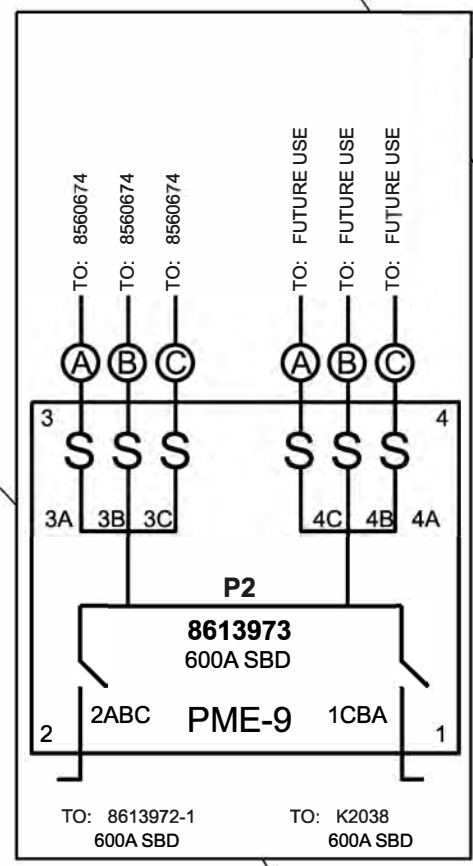 TO: 8560674
TO: 8560674
TO: 8560674
TO: FUTURE USE
TO: FUTURE USE
TO: FUTURE USE
A B C A B C
3 4
S S S S S S
3A 3B 3C 4C 4B 4A
P2
8613973
600A SBD
2ABC PME-9 1CBA
2 1
TO: 8613972-1 TO: K2038
600A SBD 600A SBD